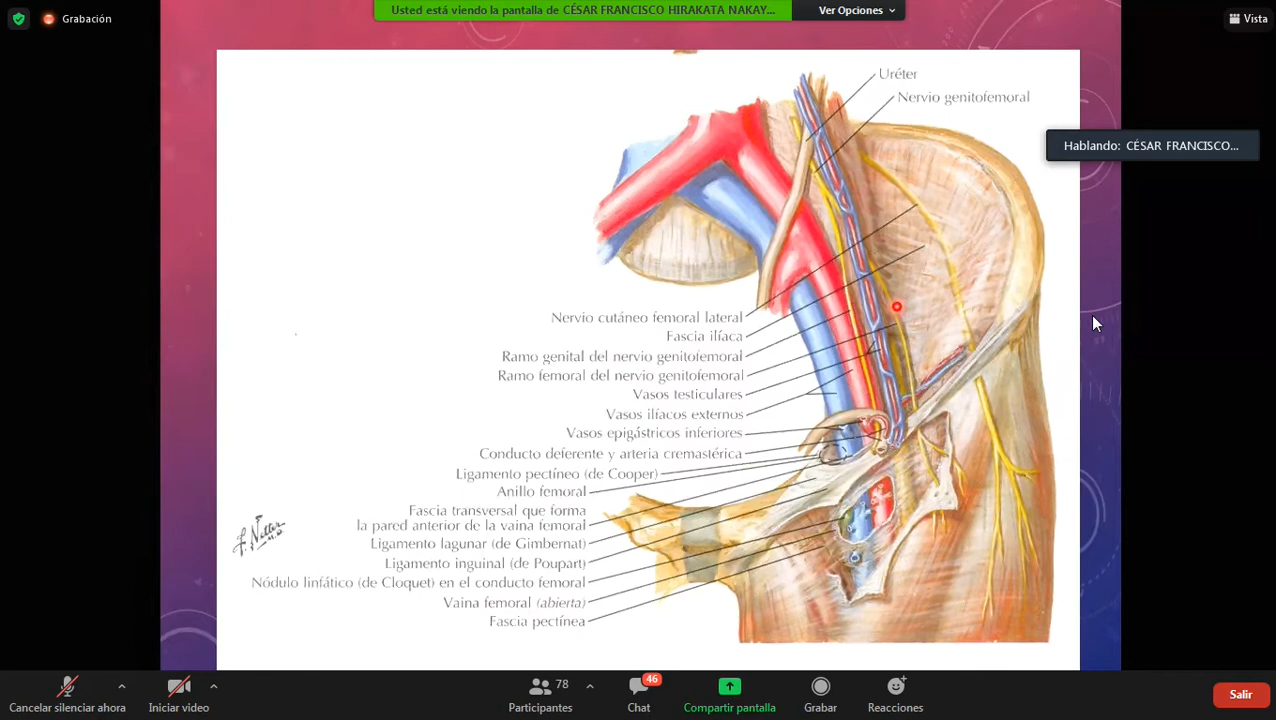 Grabación
Usted está viendo la pantalla de CÉSAR FRANCISCO HIRAKATA NAKAY...
Ver Opciones
Vista
Uréter
Nervio genitofemoral
Hablando: CÉSAR FRANCISCO...
Nervio cutáneo femoral lateral
Fascia ilíaca
Ramo genital del nervio genitofemoral
Ramo femoral del nervio genitofemoral
Vasos testiculares
Vasos ilíacos externos
Vasos epigástricos inferiores
Conducto deferente y arteria cremastérica
Ligamento pectíneo (de Cooper)
Anillo femoral
Fascia transversal que forma
la pared anterior de la vaina femoral
Ligamento lagunar (de Gimbernat)
Ligamento inguinal (de Poupart)
Nódulo linfático (de Cloquet) en el conducto femoral
Vaina femoral (abierta)
Fascia pectínea
F. Netter
M.D.
Cancelar silenciar ahora
Iniciar video
78
Participantes
46
Chat
Compartir pantalla
Grabar
Reacciones
Salir